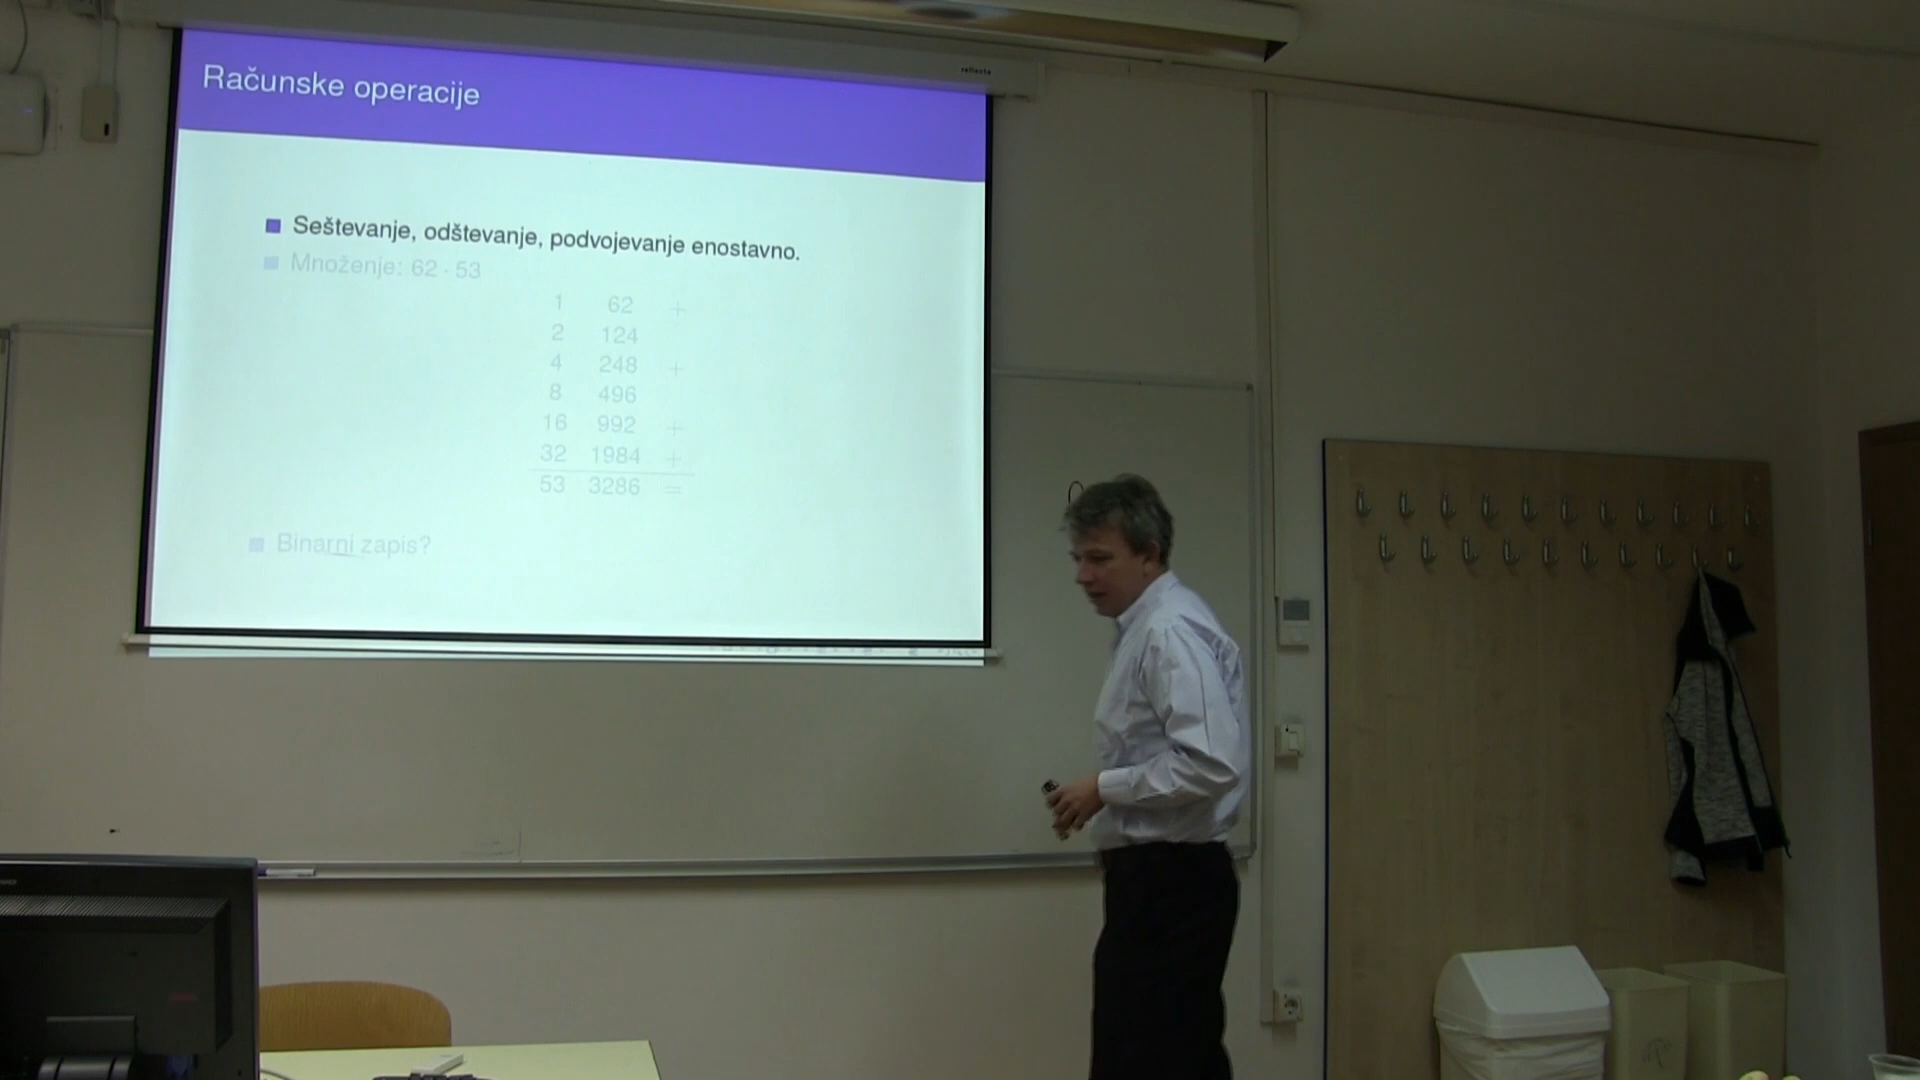 reflecta
Računske operacije
Seštevanje, odštevanje, podvojevanje enostavno.
Množenje: 62 · 53
1 62 +
2 124
4 248 +
8 496
16 992 +
32 1984 +
53 3286 =
Binarni zapis?